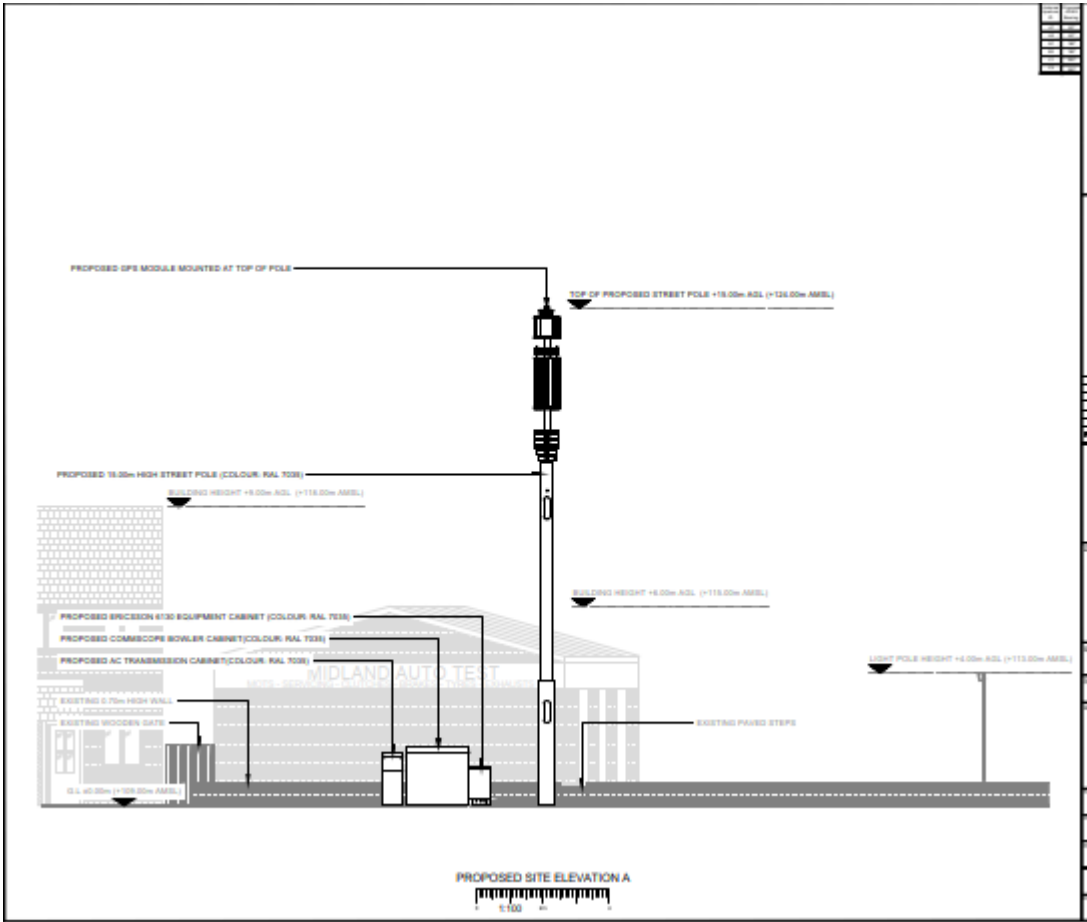 PROPOSED GPS MODULE MOUNTED AT TOP OF POLE
TOP OF PROPOSED STREET POLE +15.00m AGL (+124.00m AMSL)
PROPOSED 15.00m HIGH STREET POLE (COLOUR: RAL 7035)
BUILDING HEIGHT +9.00m AGL (+118.00m AMSL)
BUILDING HEIGHT +6.00m AGL (+115.00m AMSL)
PROPOSED ERICSSON 6130 EQUIPMENT CABINET (COLOUR: RAL 7035)
PROPOSED COMMSCOPE BOWLER CABINET(COLOUR: RAL 7035)
PROPOSED AC TRANSMISSION CABINET(COLOUR: RAL 7035)
LIGHT POLE HEIGHT +4.00m AGL (+113.00m AMSL)
MIDLAND AUTO TEST
EXISTING 0.70m HIGH WALL
EXISTING WOODEN GATE
EXISTING PAVED STEPS
G.L ±0.00m (+109.00m AMSL)
PROPOSED SITE ELEVATION A
1:100